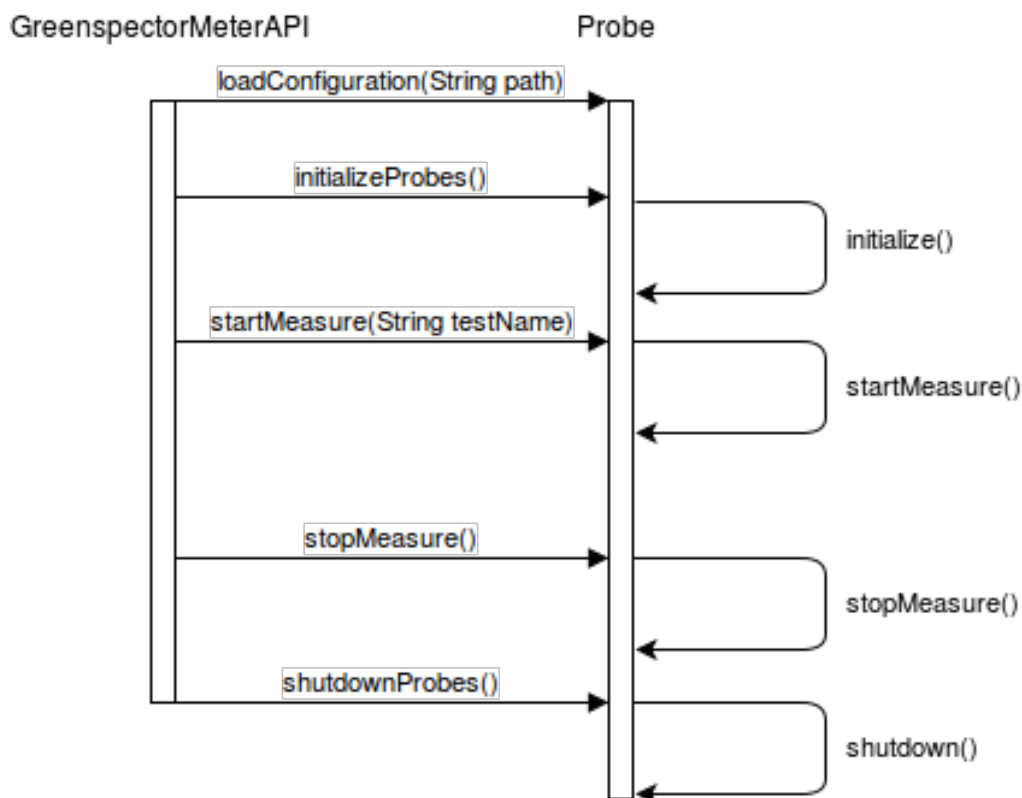 GreenspectorMeterAPI
Probe
loadConfiguration(String path)
initializeProbes()
initialize()
startMeasure(String testName)
startMeasure()
stopMeasure()
stopMeasure()
shutdownProbes()
shutdown()